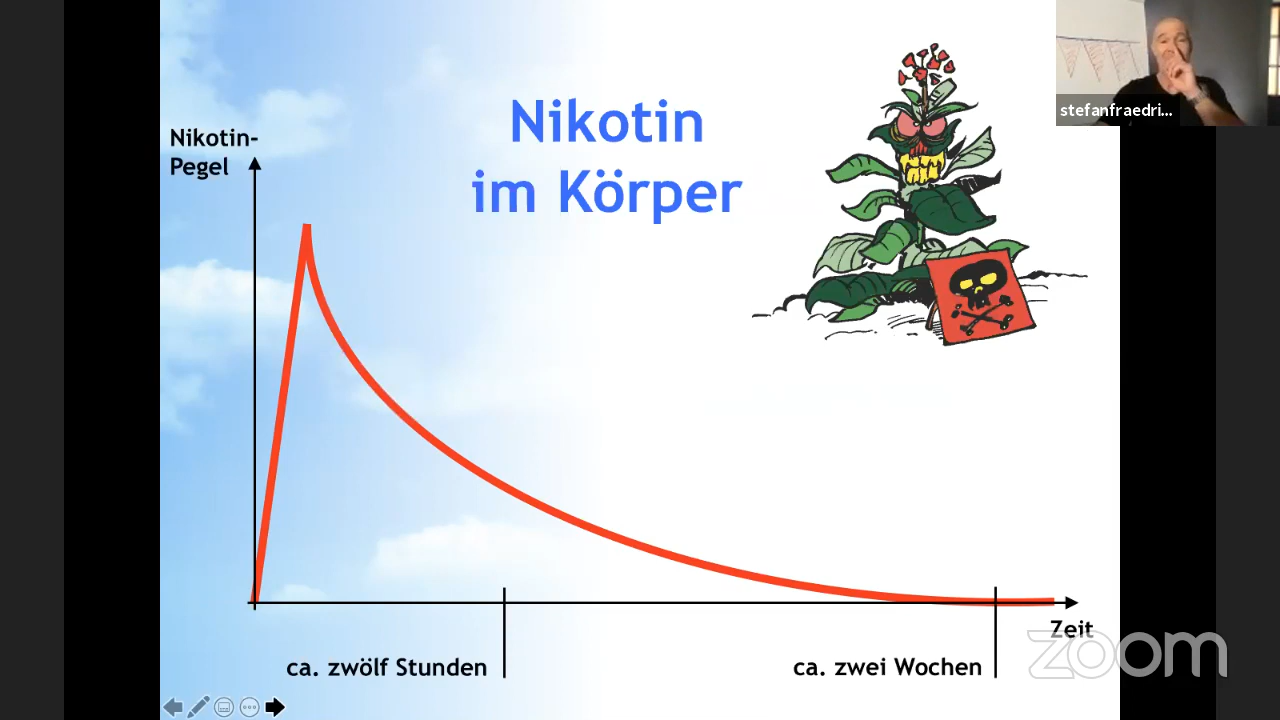 Nikotin
im Körper
Nikotin-
Pegel
stefanfraedri...
ca. zwölf Stunden
ca. zwei Wochen
Zeit
zoom